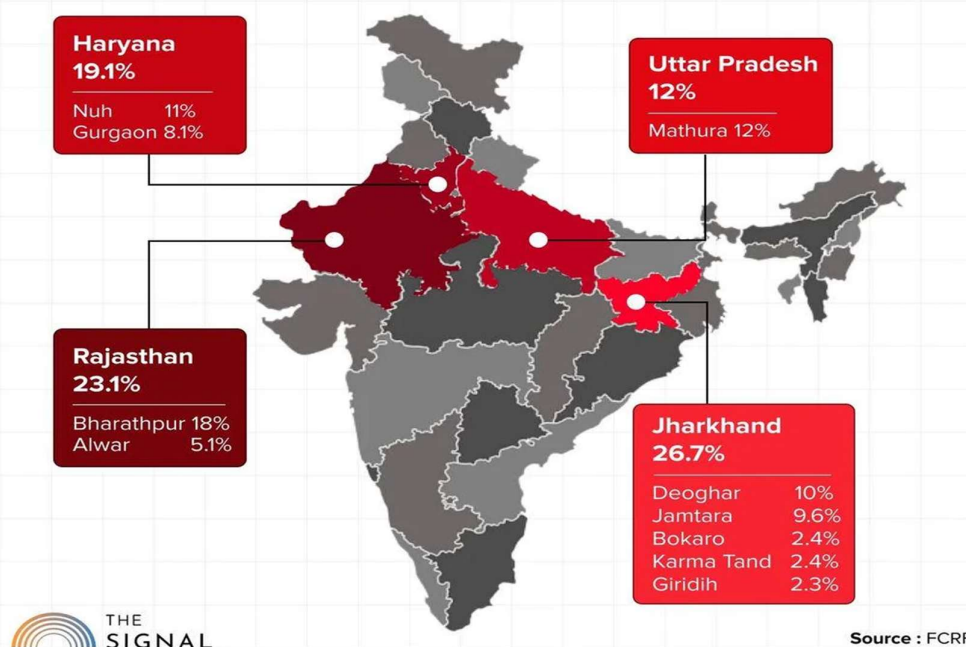 Haryana
19.1%
Nuh 11%
Gurgaon 8.1%
Uttar Pradesh
12%
Mathura 12%
Rajasthan
23.1%
Bharathpur 18%
Alwar 5.1%
Jharkhand
26.7%
Deoghar 10%
Jamtara 9.6%
Bokaro 2.4%
Karma Tand 2.4%
Giridih 2.3%
THE
SIGNAL
Source :